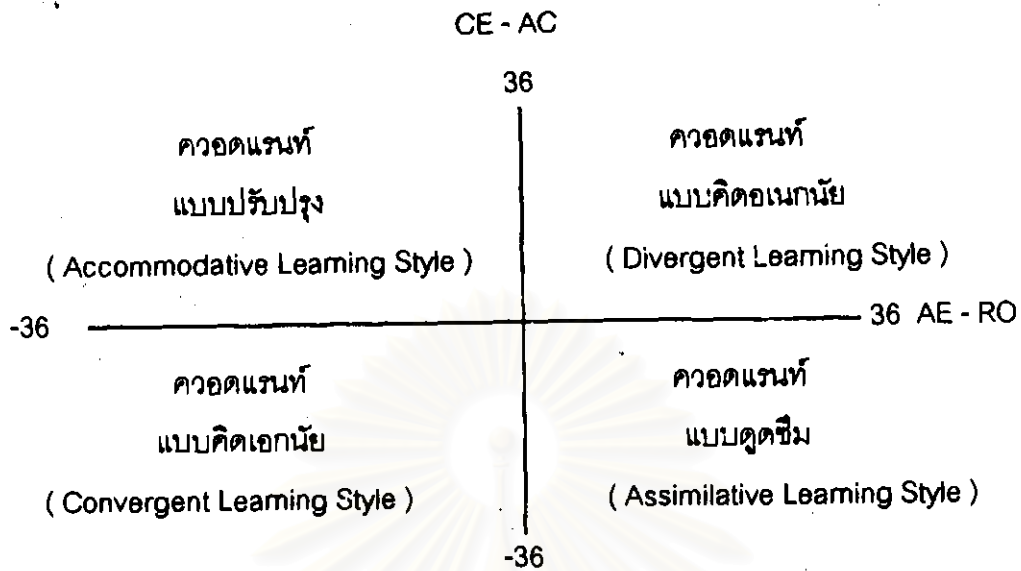 CE - AC
36
ควอดแรนท์
แบบปรับปรุง
( Accommodative Learning Style )
ควอดแรนท์
แบบคิดอเนกนัย
( Divergent Learning Style )
-36
36 AE - RO
ควอดแรนท์
แบบคิดเอกนัย
( Convergent Learning Style )
ควอดแรนท์
แบบดูดซึม
( Assimilative Learning Style )
-36